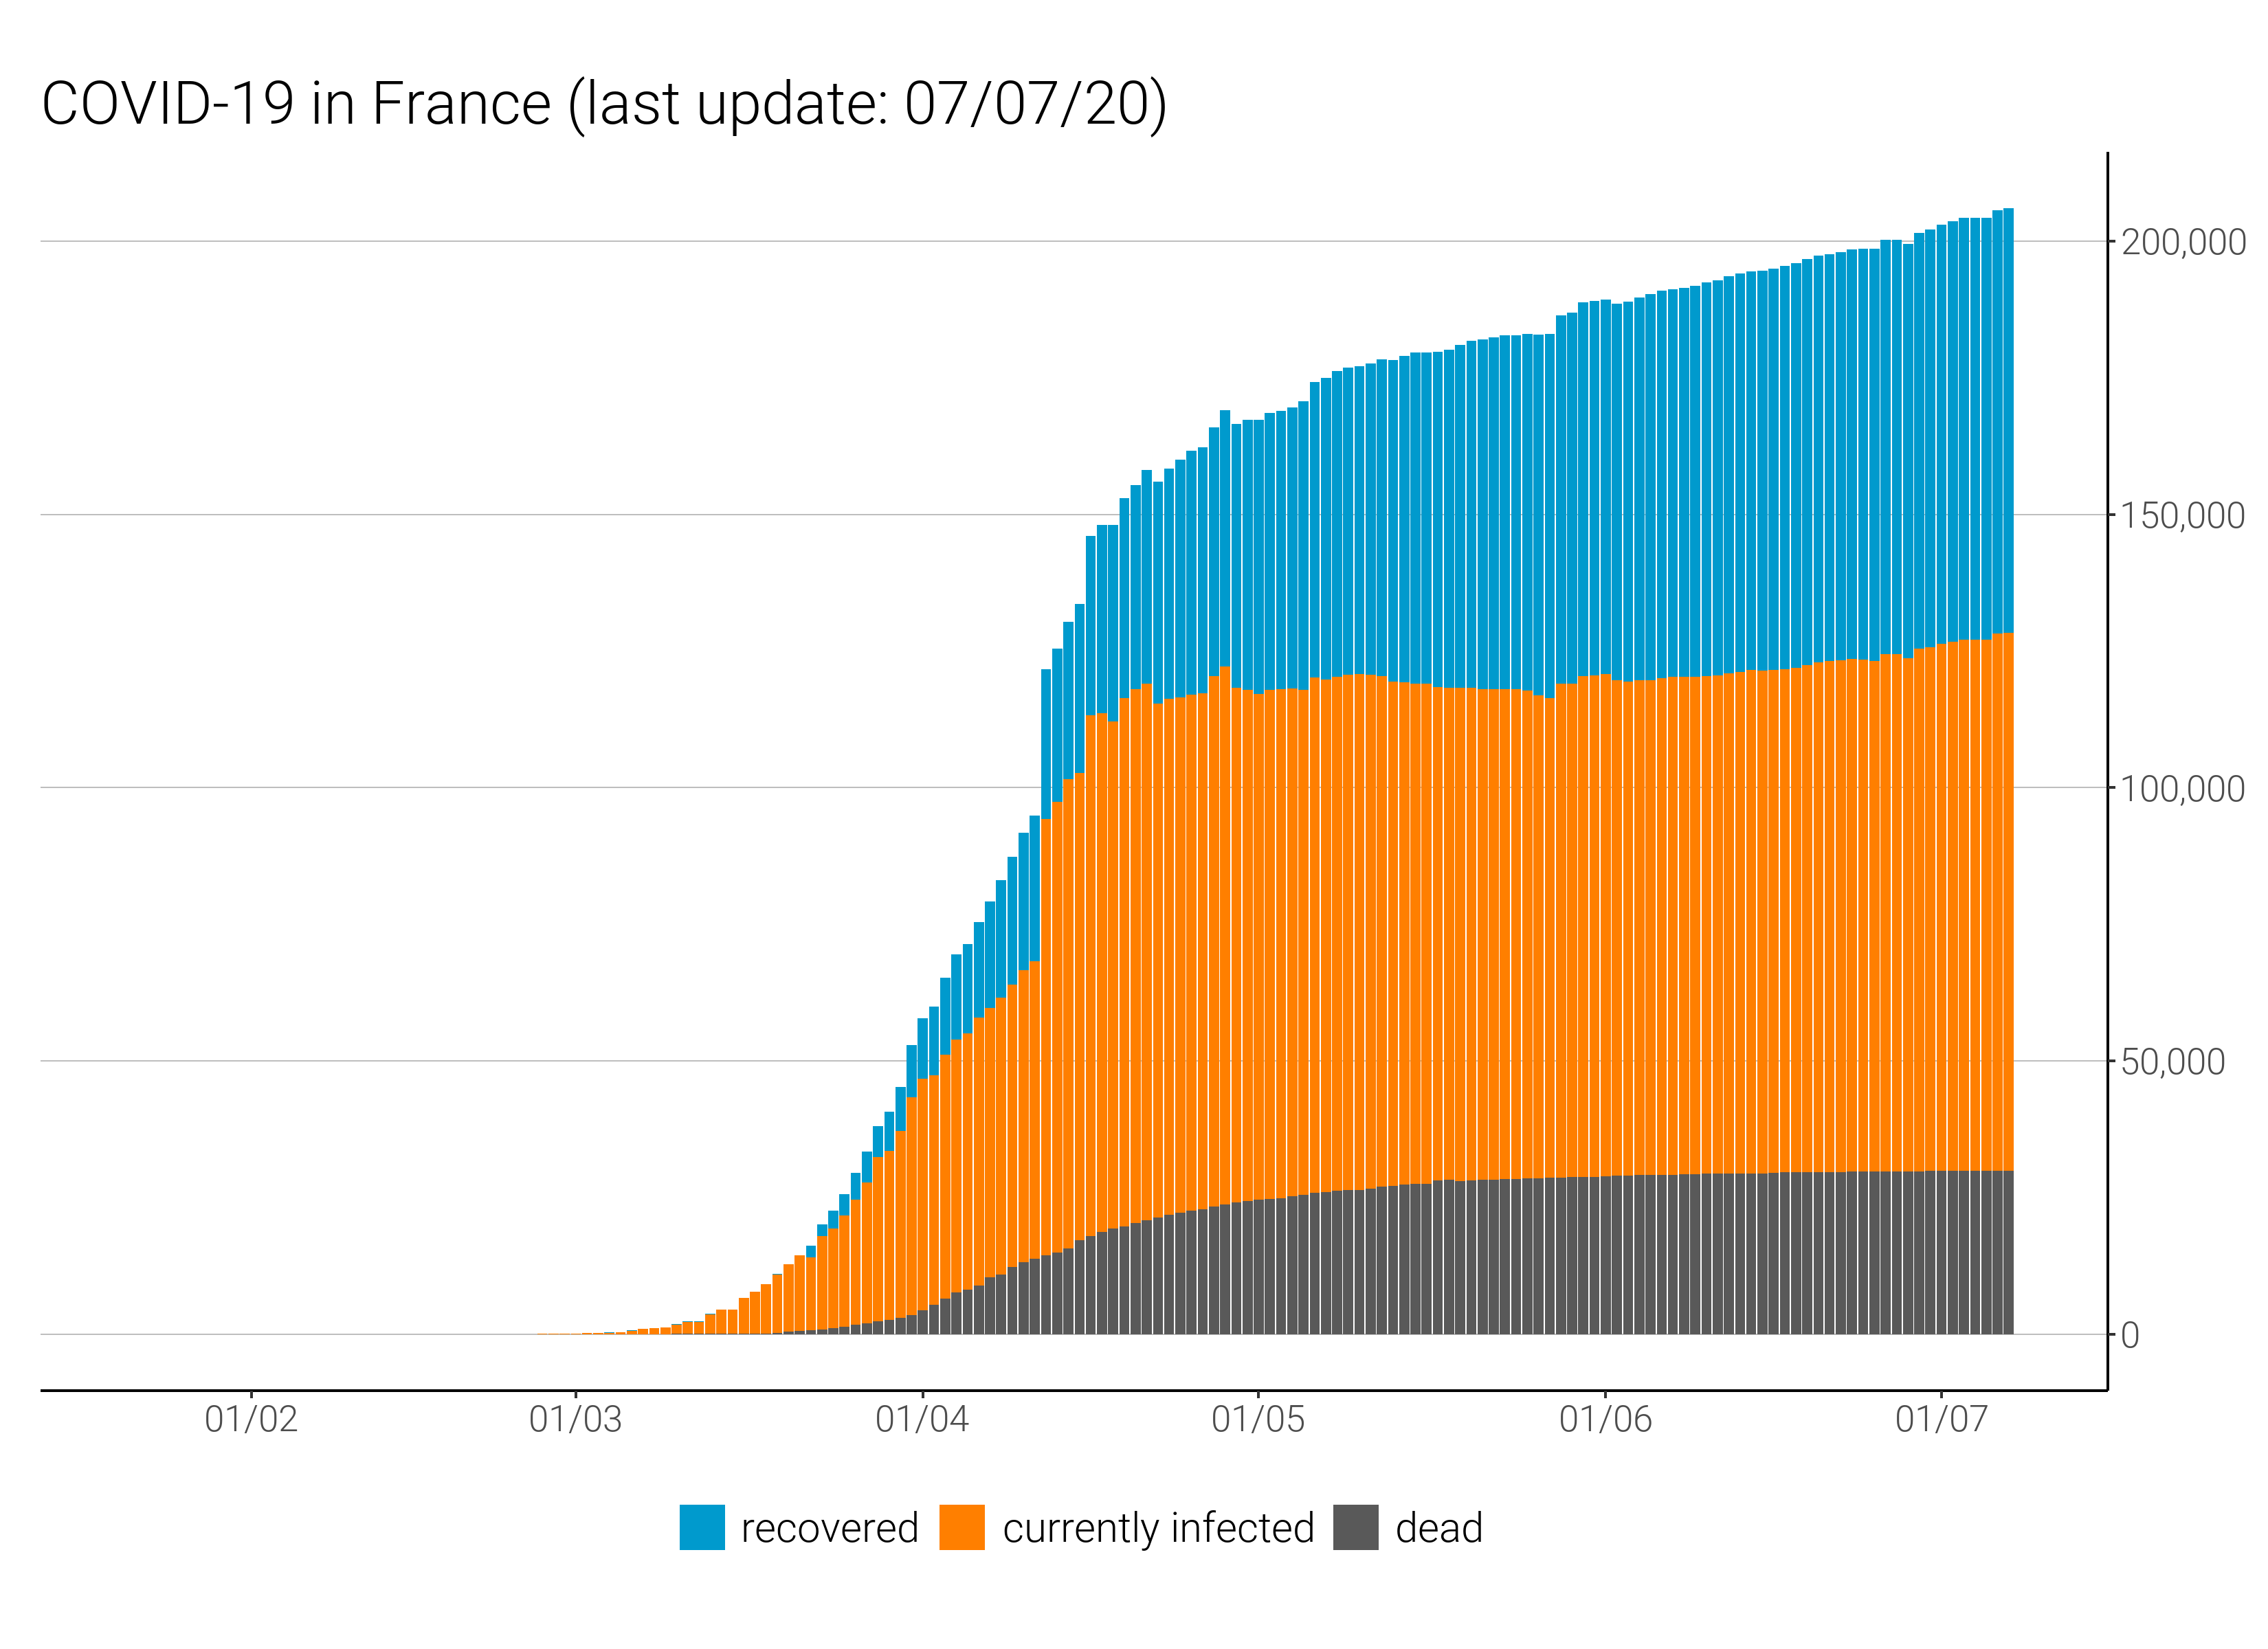 COVID-19 in France (last update: 07/07/20)
200,000
150,000
100,000
50,000
0
01/02 01/03 01/04 01/05 01/06 01/07
recovered currently infected dead